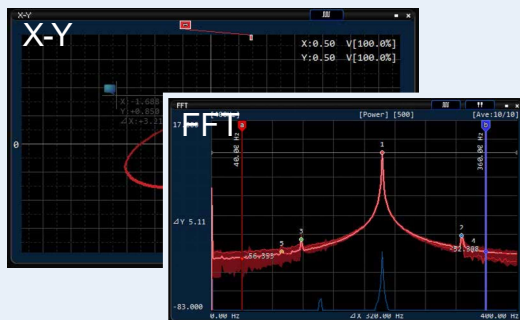 X-Y
X-Y
X:0.50 V[100.0%]
Y:0.50 V[100.0%]
X:-1.688
Y:+0.850
0
FFT
FFT
[Power] [500]
[Ave:10/10]
a
b
40.00 Hz
360.00 Hz
1
⊿Y 5.11
5
3
2
4
-56.395
-83.000
0.00 Hz
⊿X 320.00 Hz
400.00 Hz